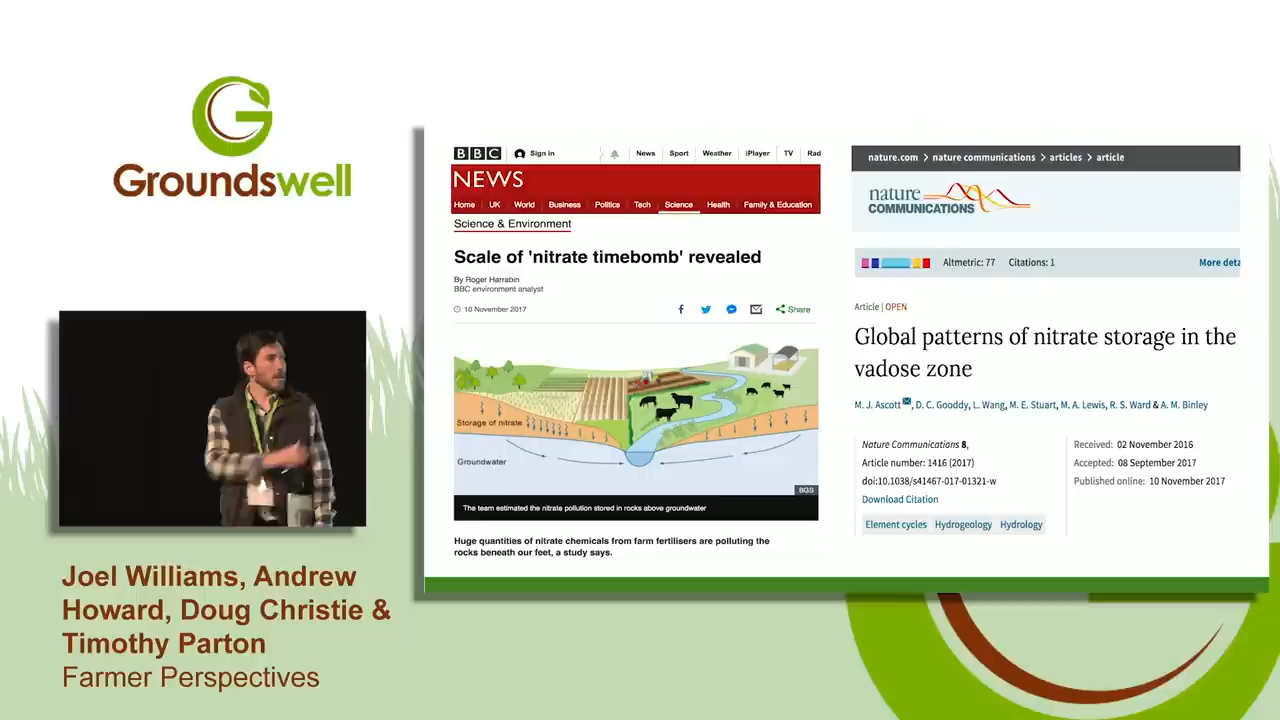 Groundswell
Joel Williams, Andrew
Howard, Doug Christie &
Timothy Parton
Farmer Perspectives
BBC Sign in News Sport Weather iPlayer TV Rad
NEWS
Home UK World Business Politics Tech Science Health Family & Education
Science & Environment
Scale of 'nitrate timebomb' revealed
By Roger Harrabin
BBC environment analyst
10 November 2017
Share
Storage of nitrate
Groundwater
BGS
The team estimated the nitrate pollution stored in rocks above groundwater
Huge quantities of nitrate chemicals from farm fertilisers are polluting the
rocks beneath our feet, a study says.
nature.com > nature communications > articles > article
nature
COMMUNICATIONS
Altmetric: 77 Citations: 1 More deta
Article | OPEN
Global patterns of nitrate storage in the
vadose zone
M. J. Ascott, D. C. Gooddy, L. Wang, M. E. Stuart, M. A. Lewis, R. S. Ward & A. M. Binley
Nature Communications 8,
Article number: 1416 (2017)
doi:10.1038/s41467-017-01321-w
Download Citation
Received: 02 November 2016
Accepted: 08 September 2017
Published online: 10 November 2017
Element cycles Hydrogeology Hydrology